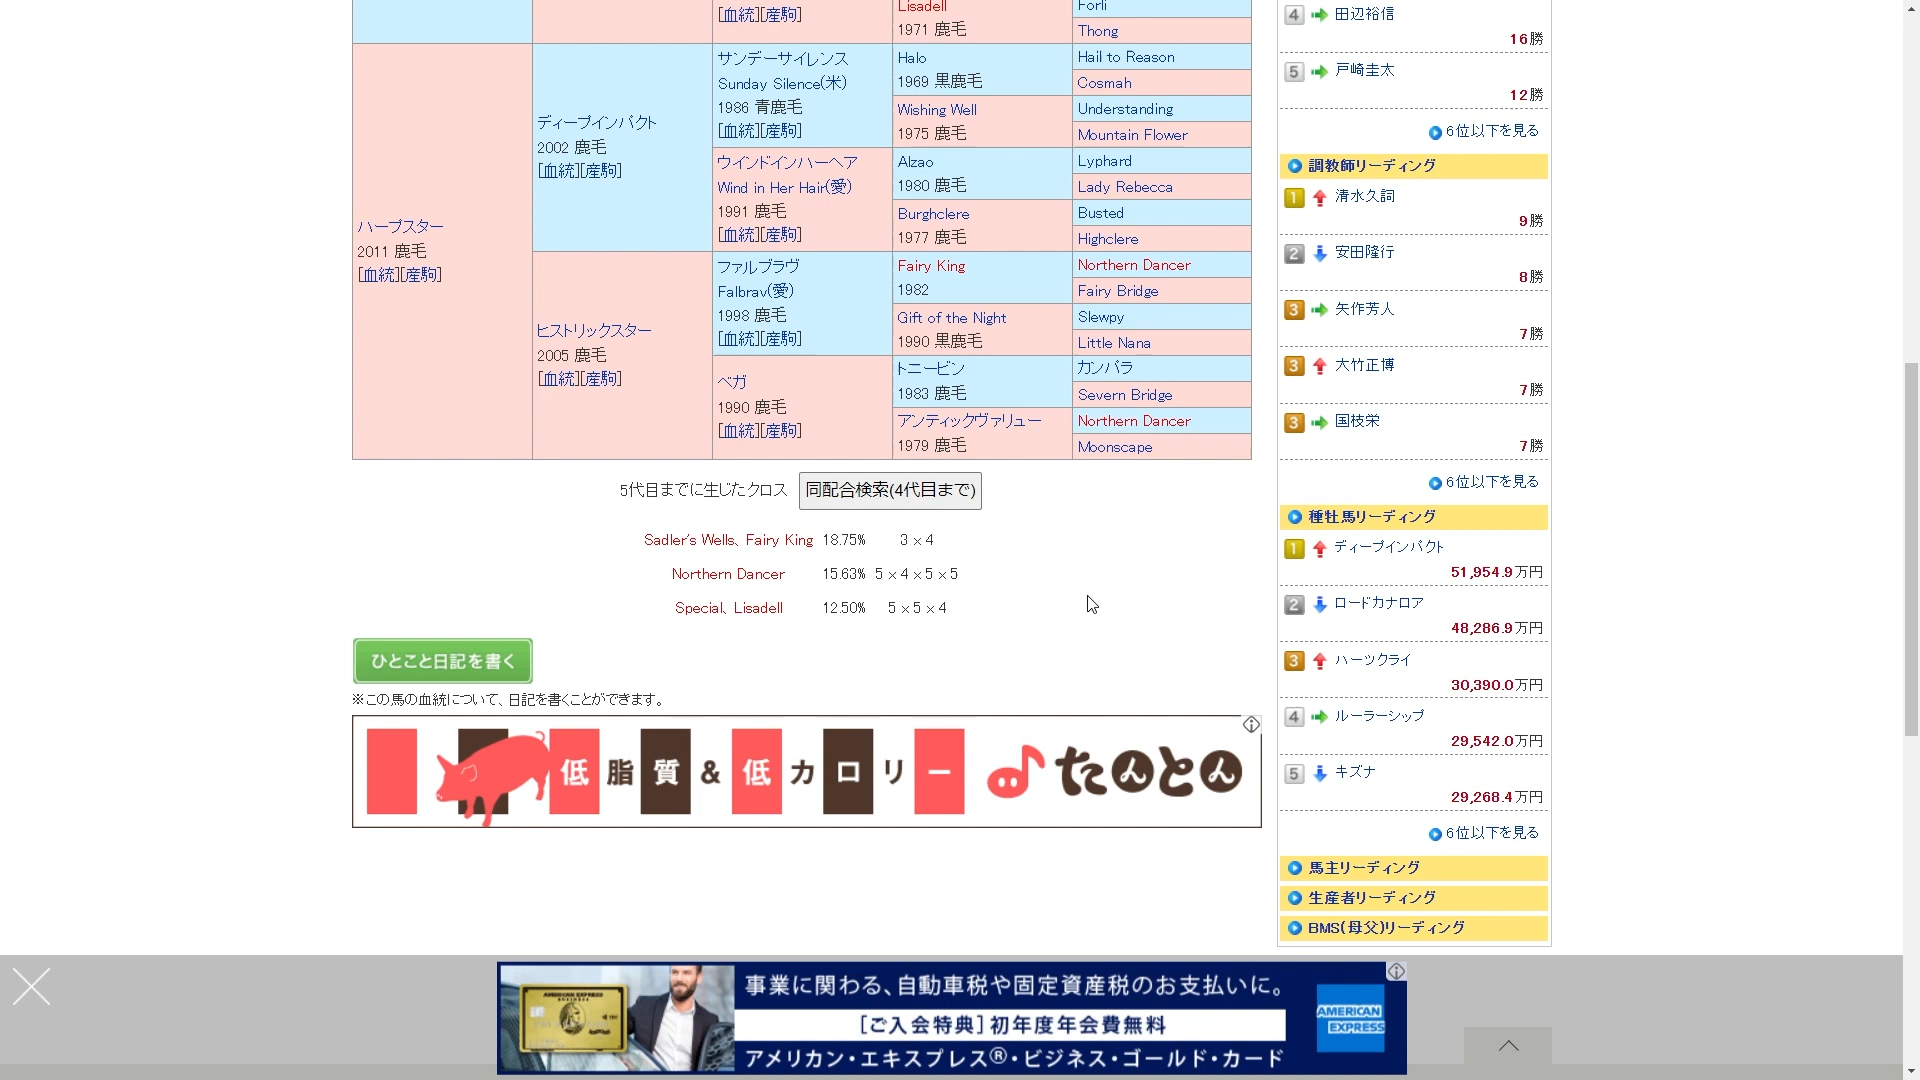 [血統][産駒]
Lisadell
1971 鹿毛
Forli
Thong
ハープスター
2011 鹿毛
[血統][産駒]
ディープインパクト
2002 鹿毛
[血統][産駒]
サンデーサイレンス
Sunday Silence(米)
1986 青鹿毛
[血統][産駒]
Halo
1969 黒鹿毛
Hail to Reason
Cosmah
Wishing Well
1975 鹿毛
Understanding
Mountain Flower
ウインドインハーヘア
Wind in Her Hair(愛)
1991 鹿毛
[血統][産駒]
Alzao
1980 鹿毛
Lyphard
Lady Rebecca
Burghclere
1977 鹿毛
Busted
Highclere
ヒストリックスター
2005 鹿毛
[血統][産駒]
ファルブラヴ
Falbrav(愛)
1998 鹿毛
[血統][産駒]
Fairy King
1982
Northern Dancer
Fairy Bridge
Gift of the Night
1990 黒鹿毛
Slewpy
Little Nana
ベガ
1990 鹿毛
[血統][産駒]
トニービン
1983 鹿毛
カンパラ
Severn Bridge
アンティックヴァリュー
1979 鹿毛
Northern Dancer
Moonscape
5代目までに生じたクロス 同配合検索(4代目まで)
Sadler's Wells、Fairy King 18.75% 3 × 4
Northern Dancer 15.63% 5 × 4 × 5 × 5
Special、Lisadell 12.50% 5 × 5 × 4
ひとこと日記を書く
※この馬の血統について、日記を書くことができます。
低脂質&低カロリー たんとん
4 田辺裕信
16勝
5 戸崎圭太
12勝
6位以下を見る
調教師リーディング
1 清水久詞
9勝
2 安田隆行
8勝
3 矢作芳人
7勝
3 大竹正博
7勝
3 国枝栄
7勝
6位以下を見る
種牡馬リーディング
1 ディープインパクト
51,954.9万円
2 ロードカナロア
48,286.9万円
3 ハーツクライ
30,390.0万円
4 ルーラーシップ
29,542.0万円
5 キズナ
29,268.4万円
6位以下を見る
馬主リーディング
生産者リーディング
BMS(母父)リーディング
AMERICAN EXPRESS
事業に関わる、自動車税や固定資産税のお支払いに。
[ご入会特典]初年度年会費無料
アメリカン・エキスプレス®・ビジネス・ゴールド・カード
AMERICAN
EXPRESS